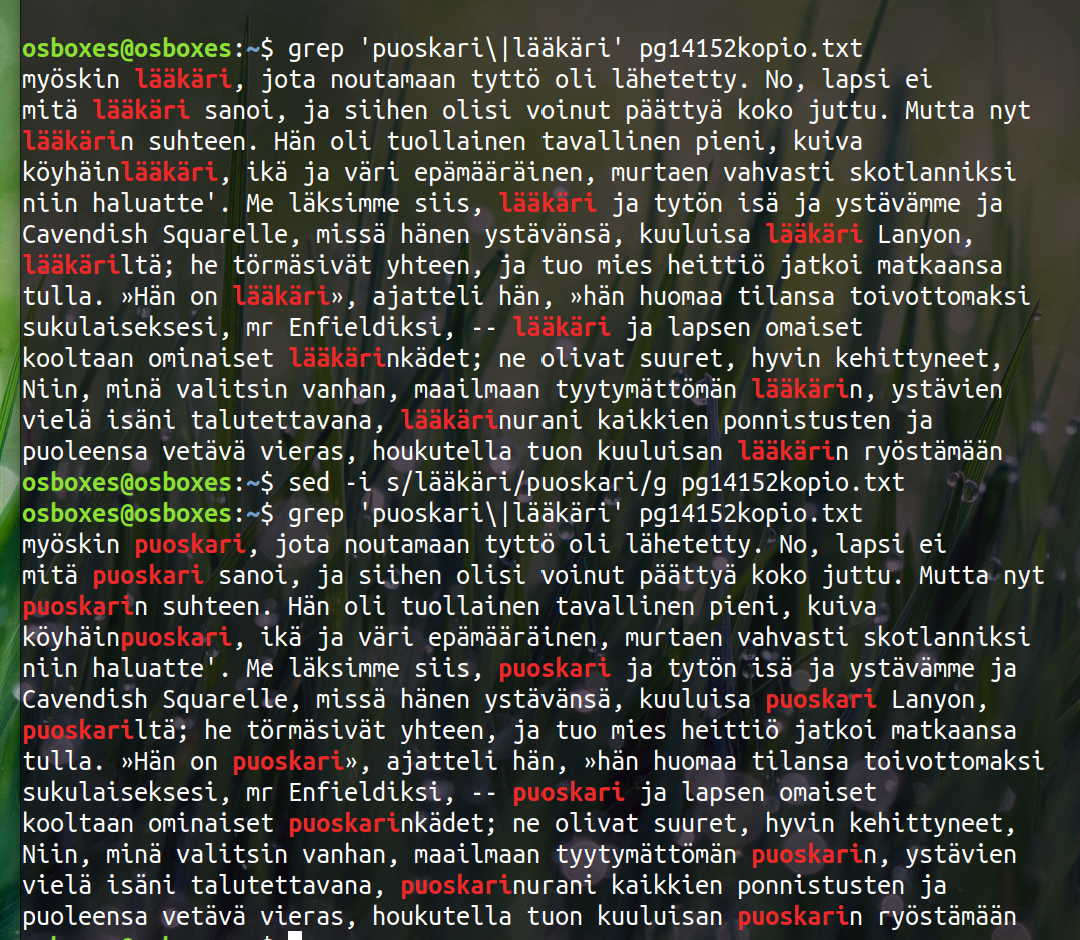 osboxes@osboxes:~$ grep 'puoskari\|lääkäri' pg14152kopio.txt
myöskin lääkäri, jota noutamaan tyttö oli lähetetty. No, lapsi ei
mitä lääkäri sanoi, ja siihen olisi voinut päättyä koko juttu. Mutta nyt
lääkärin suhteen. Hän oli tuollainen tavallinen pieni, kuiva
köyhäinlääkäri, ikä ja väri epämääräinen, murtaen vahvasti skotlanniksi
niin haluatte'. Me läksimme siis, lääkäri ja tytön isä ja ystävämme ja
Cavendish Squarelle, missä hänen ystävänsä, kuuluisa lääkäri Lanyon,
lääkäriltä; he törmäsivät yhteen, ja tuo mies heittiö jatkoi matkaansa
tulla. »Hän on lääkäri», ajatteli hän, »hän huomaa tilansa toivottomaksi
sukulaiseksesi, mr Enfieldiksi, -- lääkäri ja lapsen omaiset
kooltaan ominaiset lääkärinkädet; ne olivat suuret, hyvin kehittyneet,
Niin, minä valitsin vanhan, maailmaan tyytymättömän lääkärin, ystävien
vielä isäni talutettavana, lääkärinurani kaikkien ponnistusten ja
puoleensa vetävä vieras, houkutella tuon kuuluisan lääkärin ryöstämään
osboxes@osboxes:~$ sed -i s/lääkäri/puoskari/g pg14152kopio.txt
osboxes@osboxes:~$ grep 'puoskari\|lääkäri' pg14152kopio.txt
myöskin puoskari, jota noutamaan tyttö oli lähetetty. No, lapsi ei
mitä puoskari sanoi, ja siihen olisi voinut päättyä koko juttu. Mutta nyt
puoskarin suhteen. Hän oli tuollainen tavallinen pieni, kuiva
köyhäinpuoskari, ikä ja väri epämääräinen, murtaen vahvasti skotlanniksi
niin haluatte'. Me läksimme siis, puoskari ja tytön isä ja ystävämme ja
Cavendish Squarelle, missä hänen ystävänsä, kuuluisa puoskari Lanyon,
puoskariltä; he törmäsivät yhteen, ja tuo mies heittiö jatkoi matkaansa
tulla. »Hän on puoskari», ajatteli hän, »hän huomaa tilansa toivottomaksi
sukulaiseksesi, mr Enfieldiksi, -- puoskari ja lapsen omaiset
kooltaan ominaiset puoskarinkädet; ne olivat suuret, hyvin kehittyneet,
Niin, minä valitsin vanhan, maailmaan tyytymättömän puoskarin, ystävien
vielä isäni talutettavana, puoskarinurani kaikkien ponnistusten ja
puoleensa vetävä vieras, houkutella tuon kuuluisan puoskarin ryöstämään